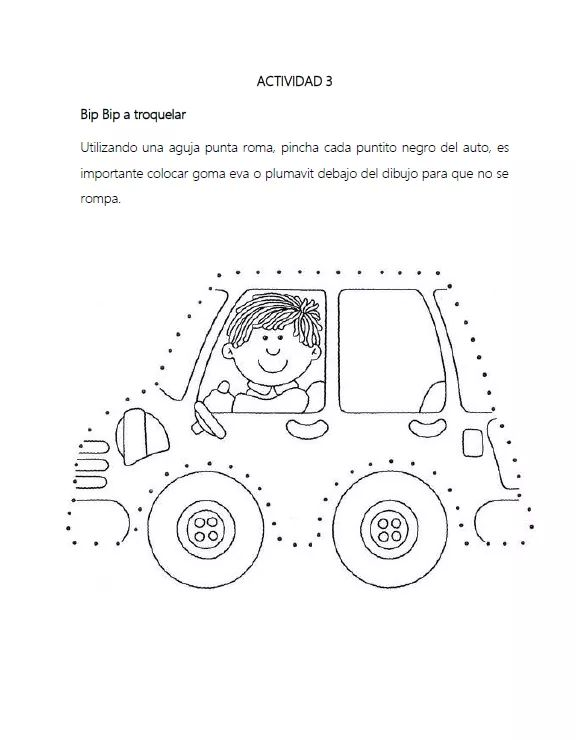 ACTIVIDAD 3
Bip Bip a troquelar
Utilizando una aguja punta roma, pincha cada puntito negro del auto, es
importante colocar goma eva o plumavit debajo del dibujo para que no se
rompa.